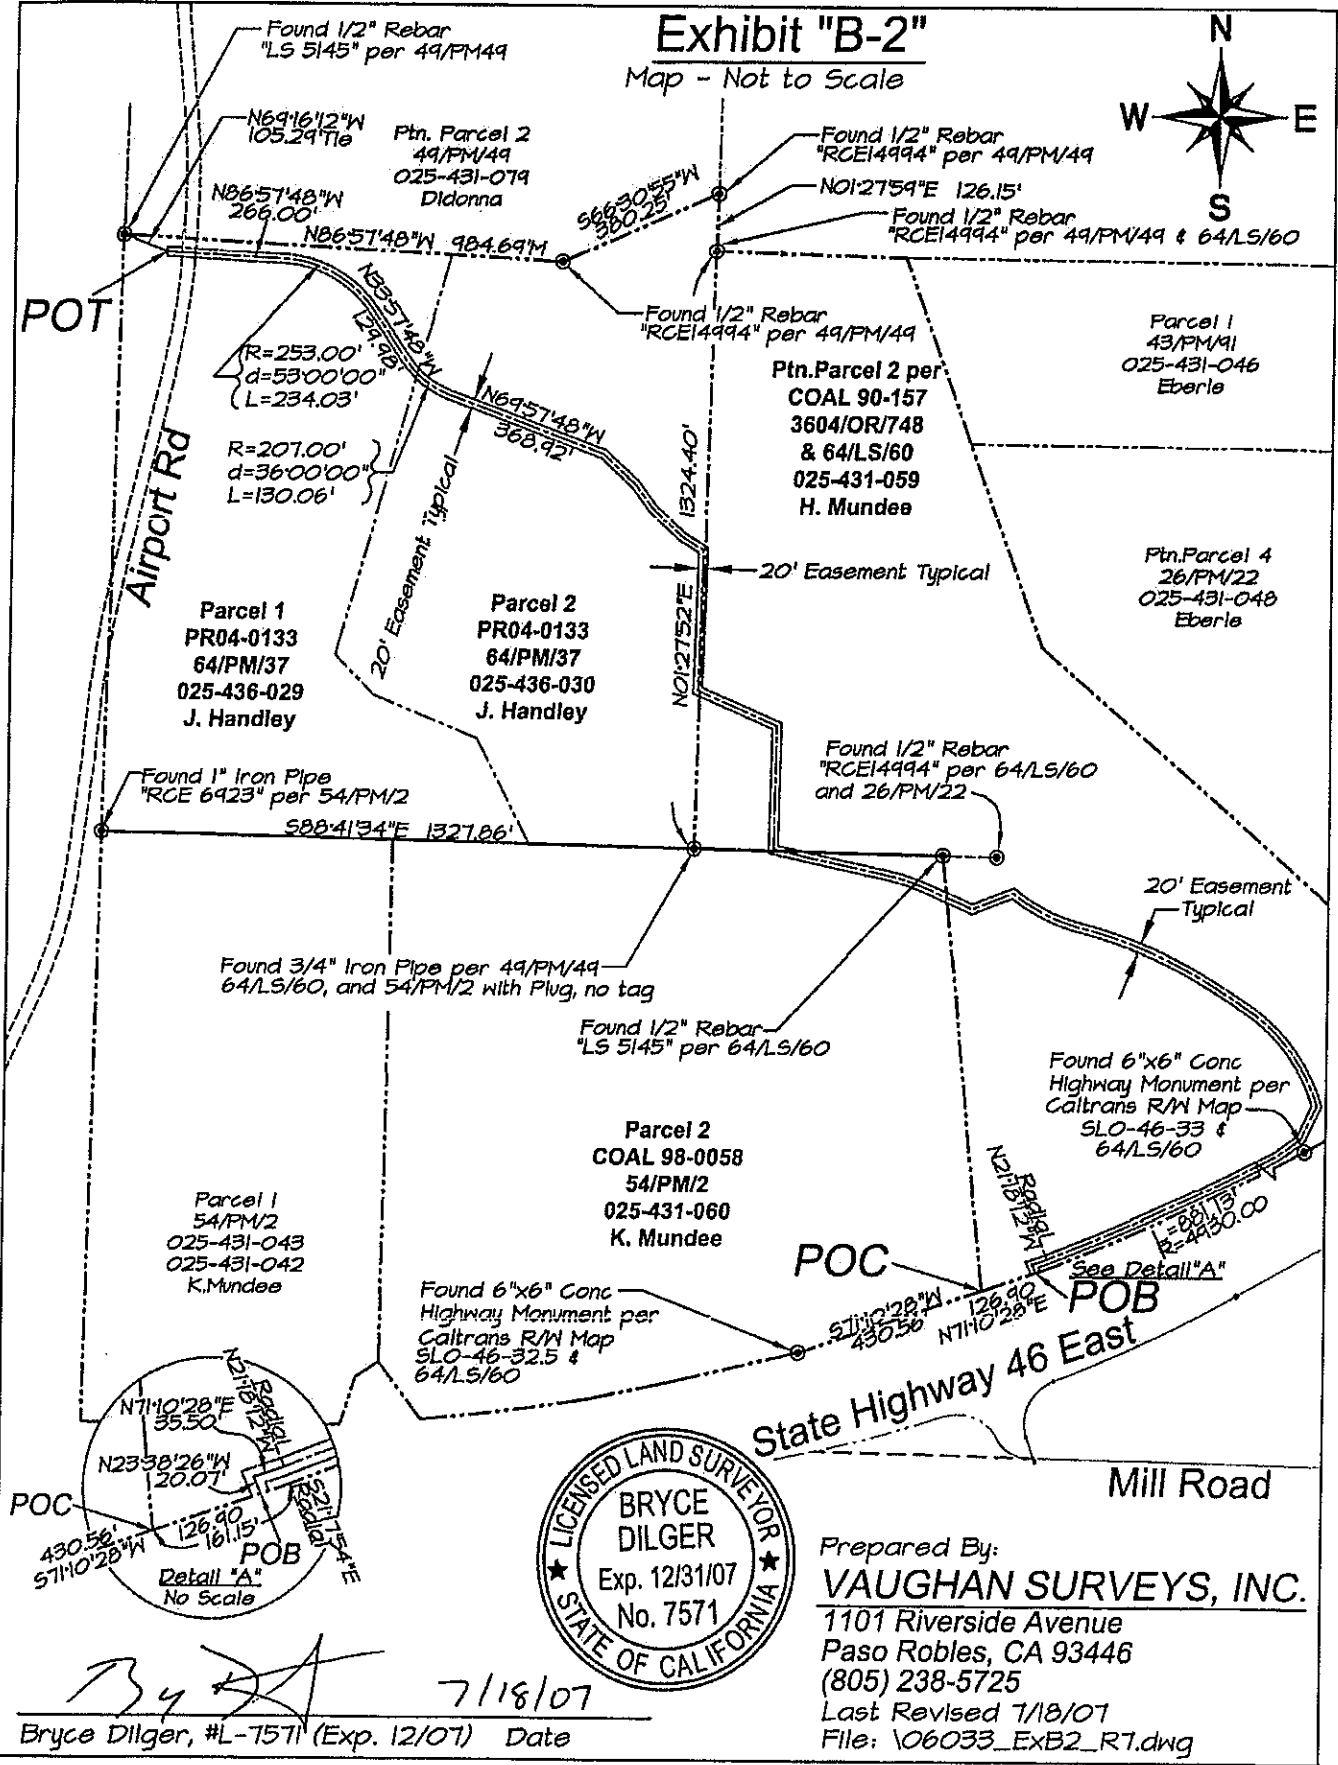 Exhibit "B-2"
Map - Not to Scale
N
W
E
S
Found 1/2" Rebar
"LS 5145" per 49/PM49
N69°16'12"W
105.29' Tie
Ptn. Parcel 2
49/PM/49
025-431-079
Didonna
N86°57'48"W
266.00'
N86°57'48"W 984.69'M
S66°30'55"W
380.25'
Found 1/2" Rebar
"RCE14994" per 49/PM/49
N01°27'59"E 126.15'
Found 1/2" Rebar
"RCE14994" per 49/PM/49 & 64/LS/60
POT
N33°57'48"W
129.98'
Found 1/2" Rebar
"RCE14994" per 49/PM/49
Parcel 1
43/PM/91
025-431-046
Eberle
R=253.00'
d=53°00'00"
L=234.03'
Ptn.Parcel 2 per
COAL 90-157
3604/OR/748
& 64/LS/60
025-431-059
H. Mundee
N69°57'48"W
368.92'
R=207.00'
d=36°00'00"
L=130.06'
Airport Rd
20' Easement Typical
1324.40'
N01°27'52"E
20' Easement Typical
Ptn.Parcel 4
26/PM/22
025-431-048
Eberle
Parcel 1
PR04-0133
64/PM/37
025-436-029
J. Handley
Parcel 2
PR04-0133
64/PM/37
025-436-030
J. Handley
Found 1/2" Rebar
"RCE14994" per 64/LS/60
and 26/PM/22
Found 1" Iron Pipe
"RCE 6923" per 54/PM/2
S88°41'34"E 1327.86'
20' Easement
Typical
Found 3/4" Iron Pipe per 49/PM/49
64/LS/60, and 54/PM/2 with Plug, no tag
Found 1/2" Rebar
"LS 5145" per 64/LS/60
Found 6"x6" Conc
Highway Monument per
Caltrans R/W Map
SLO-46-33 &
64/LS/60
Parcel 2
COAL 98-0058
54/PM/2
025-431-060
K. Mundee
Parcel 1
54/PM/2
025-431-043
025-431-042
K.Mundee
N21°18'12"W
Radial
L=881.73'
R=4930.00
See Detail "A"
POC
POB
S71°10'28"W
430.56'
126.90
N71°10'28"E
Found 6"x6" Conc
Highway Monument per
Caltrans R/W Map
SLO-46-32.5 &
64/LS/60
State Highway 46 East
Mill Road
N21°18'12"W
Radial
N71°10'28"E
35.50'
N23°38'26"W
20.07'
POC
430.56'
S71°10'28"W
126.90
161.15'
POB
S21°17'54"E
Radial
Detail "A"
No Scale
LICENSED LAND SURVEYOR
BRYCE
DILGER
Exp. 12/31/07
No. 7571
STATE OF CALIFORNIA
Prepared By:
VAUGHAN SURVEYS, INC.
1101 Riverside Avenue
Paso Robles, CA 93446
(805) 238-5725
Last Revised 7/18/07
File: \06033_ExB2_R7.dwg
7/18/07
Bryce Dilger, #L-7571 (Exp. 12/07) Date